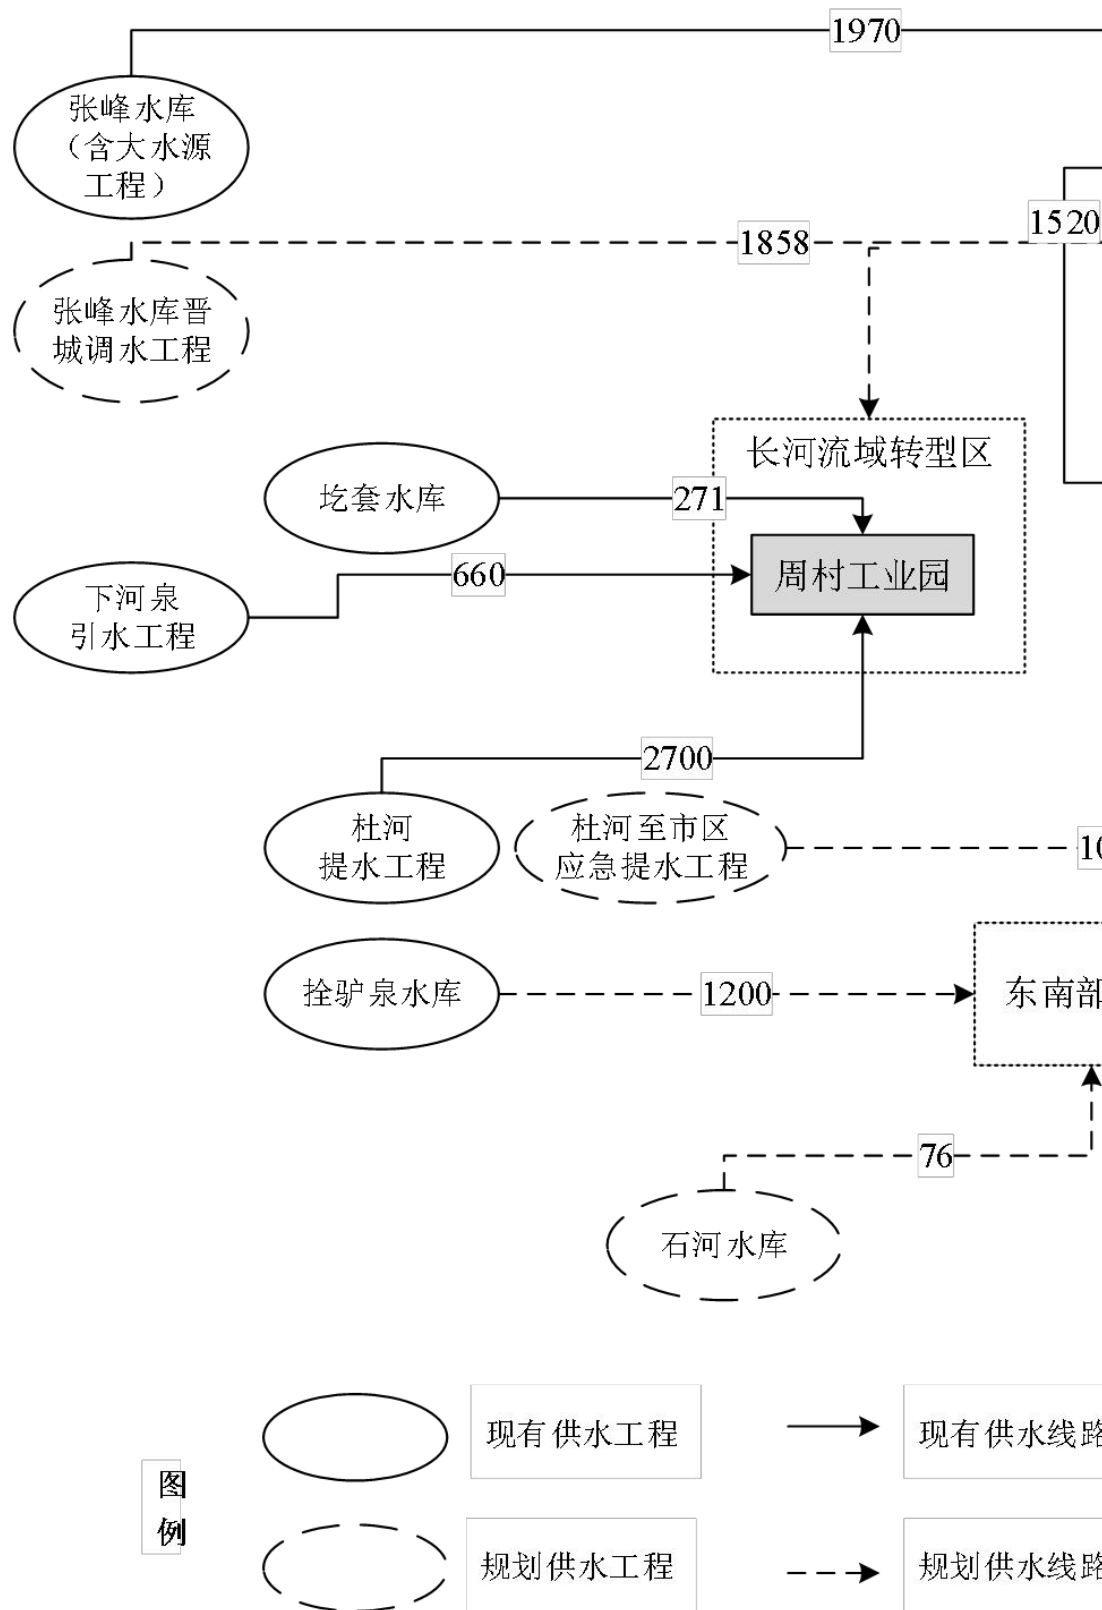 1970
张峰水库
（含大水源
工程）
1520
1858
张峰水库晋
城调水工程
长河流域转型区
圪套水库
271
周村工业园
660
下河泉
引水工程
2700
杜河
提水工程
杜河至市区
应急提水工程
10
拴驴泉水库
1200
东南部
76
石河水库
图
例
现有供水工程
现有供水线路
规划供水工程
规划供水线路